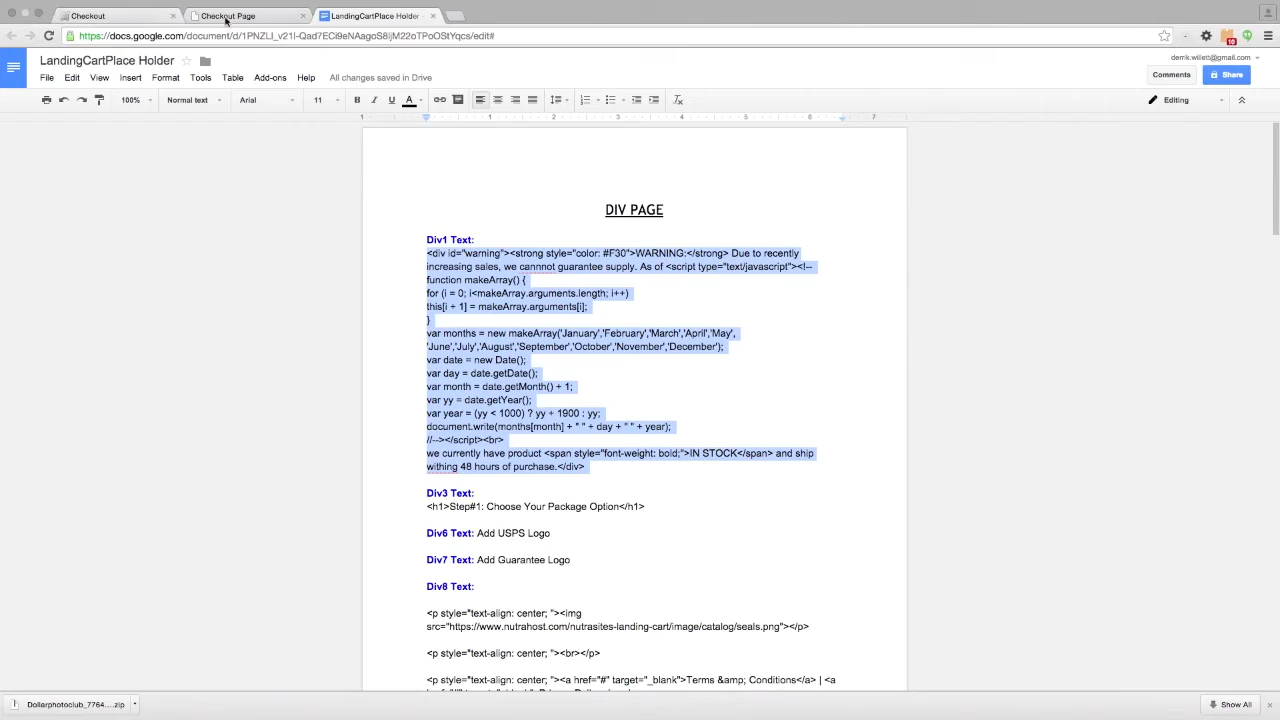 Checkout
Checkout Page
LandingCartPlace Holder
https://docs.google.com/document/d/1PNZLI_v21I-Qad7ECi9eNAagoS8IjM22oTPoOStYqcs/edit#
LandingCartPlace Holder
derrik.willett@gmail.com
File Edit View Insert Format Tools Table Add-ons Help All changes saved in Drive
Comments Share
100% Normal text Arial 11 B I U A Editing
1 1 2 3 4 5 6 7
DIV PAGE
Div1 Text:
<div id="warning"><strong style="color: #F30">WARNING:</strong> Due to recently
increasing sales, we cannnot guarantee supply. As of <script type="text/javascript"><!--
function makeArray() {
for (i = 0; i<makeArray.arguments.length; i++)
this[i + 1] = makeArray.arguments[i];
}
var months = new makeArray('January','February','March','April','May',
'June','July','August','September','October','November','December');
var date = new Date();
var day = date.getDate();
var month = date.getMonth() + 1;
var yy = date.getYear();
var year = (yy < 1000) ? yy + 1900 : yy;
document.write(months[month] + " " + day + " " + year);
//--></script><br>
we currently have product <span style="font-weight: bold;">IN STOCK</span> and ship
withing 48 hours of purchase.</div>
Div3 Text:
<h1>Step#1: Choose Your Package Option</h1>
Div6 Text: Add USPS Logo
Div7 Text: Add Guarantee Logo
Div8 Text:
<p style="text-align: center; "><img
src="https://www.nutrahost.com/nutrasites-landing-cart/image/catalog/seals.png"></p>
<p style="text-align: center; "><br></p>
<p style="text-align: center; "><a href="#" target="_blank">Terms &amp; Conditions</a> | <a
Dollarphotoclub_7764....zip
Show All